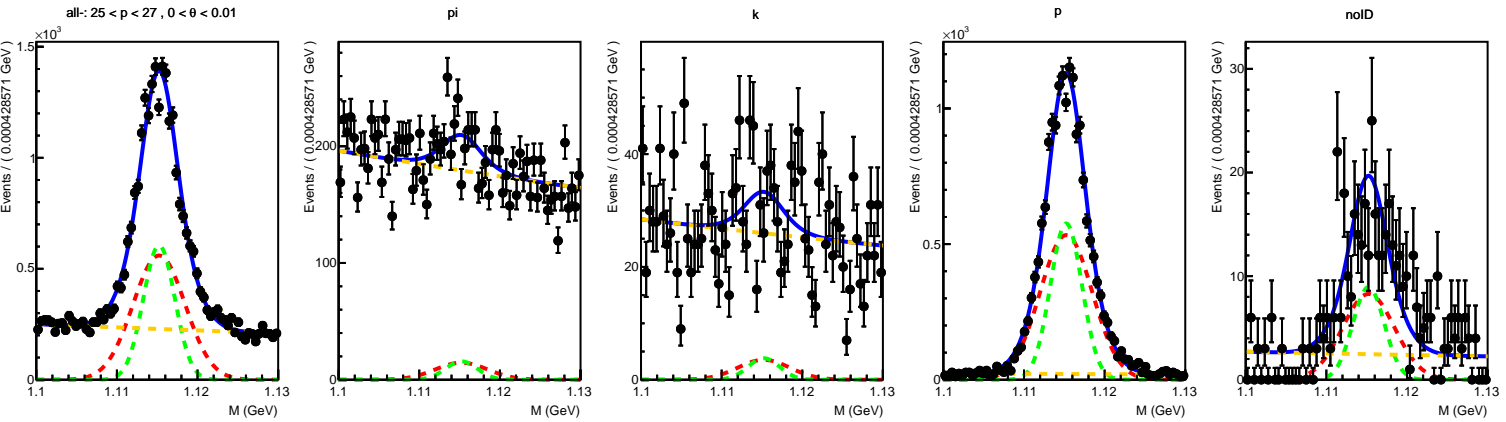 all-: 25 < p < 27 , 0 < θ < 0.01
×10³
Events / ( 0.000428571 GeV )
1.5
1
0.5
0
1.1 1.11 1.12 1.13
M (GeV)
pi
Events / ( 0.000428571 GeV )
200
100
0
1.1 1.11 1.12 1.13
M (GeV)
k
Events / ( 0.000428571 GeV )
40
20
0
1.1 1.11 1.12 1.13
M (GeV)
p
×10³
Events / ( 0.000428571 GeV )
1
0.5
0
1.1 1.11 1.12 1.13
M (GeV)
noID
Events / ( 0.000428571 GeV )
30
20
10
0
1.1 1.11 1.12 1.13
M (GeV)